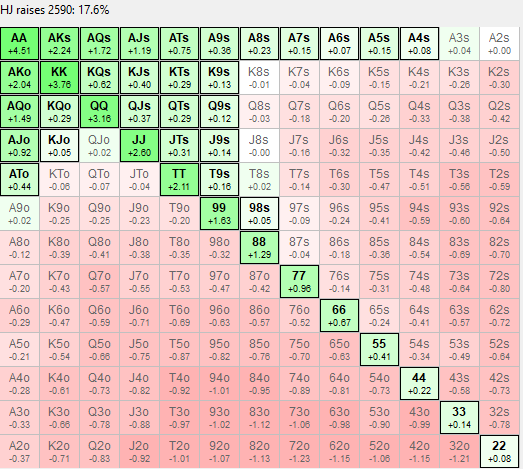 HJ raises 2590: 17.6%
AA AKs AQs AJs ATs A9s A8s A7s A6s A5s A4s A3s A2s
+4.51 +2.24 +1.72 +1.19 +0.75 +0.36 +0.23 +0.15 +0.07 +0.15 +0.08 +0.04 +0.00
AKo KK KQs KJs KTs K9s K8s K7s K6s K5s K4s K3s K2s
+2.04 +3.76 +0.62 +0.40 +0.29 +0.13 -0.01 -0.04 -0.09 -0.15 -0.21 -0.26 -0.30
AQo KQo QQ QJs QTs Q9s Q8s Q7s Q6s Q5s Q4s Q3s Q2s
+1.49 +0.29 +3.16 +0.37 +0.29 +0.12 -0.03 -0.18 -0.20 -0.26 -0.33 -0.38 -0.42
AJo KJo QJo JJ JTs J9s J8s J7s J6s J5s J4s J3s J2s
+0.92 +0.05 +0.02 +2.60 +0.31 +0.14 -0.00 -0.16 -0.32 -0.35 -0.42 -0.46 -0.50
ATo KTo QTo JTo TT T9s T8s T7s T6s T5s T4s T3s T2s
+0.44 -0.06 -0.07 -0.04 +2.11 +0.16 +0.02 -0.14 -0.30 -0.47 -0.51 -0.56 -0.59
A9o K9o Q9o J9o T9o 99 98s 97s 96s 95s 94s 93s 92s
+0.02 -0.25 -0.25 -0.23 -0.20 +1.63 +0.05 -0.09 -0.24 -0.41 -0.59 -0.60 -0.64
A8o K8o Q8o J8o T8o 98o 88 87s 86s 85s 84s 83s 82s
-0.12 -0.39 -0.41 -0.38 -0.35 -0.32 +1.29 -0.04 -0.18 -0.36 -0.54 -0.69 -0.70
A7o K7o Q7o J7o T7o 97o 87o 77 76s 75s 74s 73s 72s
-0.20 -0.43 -0.57 -0.55 -0.53 -0.47 -0.42 +0.96 -0.14 -0.31 -0.48 -0.64 -0.80
A6o K6o Q6o J6o T6o 96o 86o 76o 66 65s 64s 63s 62s
-0.29 -0.47 -0.59 -0.71 -0.69 -0.63 -0.57 -0.52 +0.67 -0.24 -0.41 -0.57 -0.72
A5o K5o Q5o J5o T5o 95o 85o 75o 65o 55 54s 53s 52s
-0.21 -0.54 -0.66 -0.75 -0.87 -0.82 -0.76 -0.70 -0.63 +0.41 -0.34 -0.49 -0.64
A4o K4o Q4o J4o T4o 94o 84o 74o 64o 54o 44 43s 42s
-0.28 -0.61 -0.73 -0.82 -0.92 -1.01 -0.95 -0.89 -0.81 -0.73 +0.22 -0.58 -0.73
A3o K3o Q3o J3o T3o 93o 83o 73o 63o 53o 43o 33 32s
-0.33 -0.66 -0.78 -0.88 -0.97 -1.02 -1.12 -1.06 -0.98 -0.90 -0.99 +0.14 -0.78
A2o K2o Q2o J2o T2o 92o 82o 72o 62o 52o 42o 32o 22
-0.37 -0.71 -0.83 -0.92 -1.01 -1.07 -1.13 -1.23 -1.15 -1.06 -1.15 -1.21 +0.08